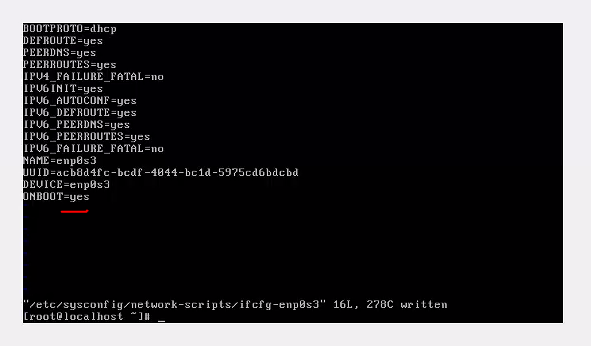 BOOTPROTO=dhcp
DEFROUTE=yes
PEERDNS=yes
PEERROUTES=yes
IPV4_FAILURE_FATAL=no
IPV6INIT=yes
IPV6_AUTOCONF=yes
IPV6_DEFROUTE=yes
IPV6_PEERDNS=yes
IPV6_PEERROUTES=yes
IPV6_FAILURE_FATAL=no
NAME=enp0s3
UUID=acb8d4fc-bcdf-4044-bc1d-5975cd6bdcbd
DEVICE=enp0s3
ONBOOT=yes
~
~
~
~
~
~
~
"/etc/sysconfig/network-scripts/ifcfg-enp0s3" 16L, 278C written
[root@localhost ~]# _